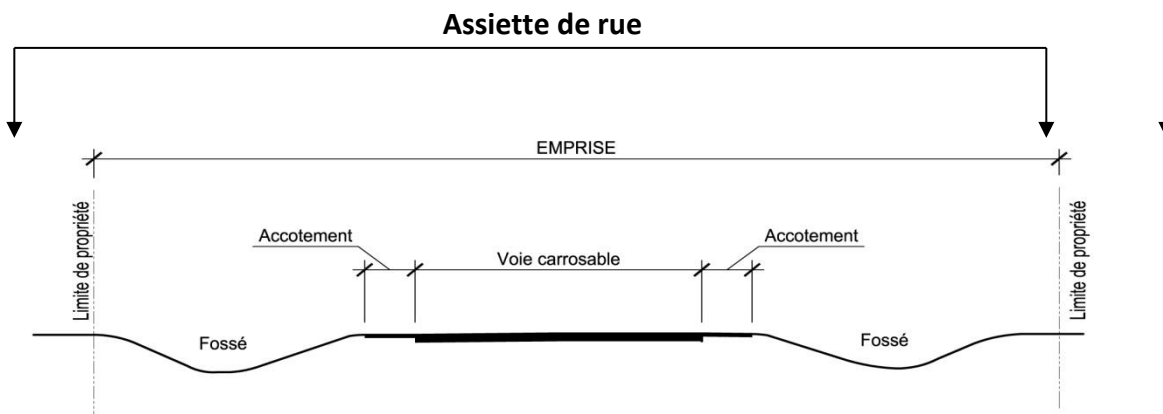 Assiette de rue
EMPRISE
Limite de propriété
Limite de propriété
Accotement
Accotement
Voie carrosable
Fossé
Fossé